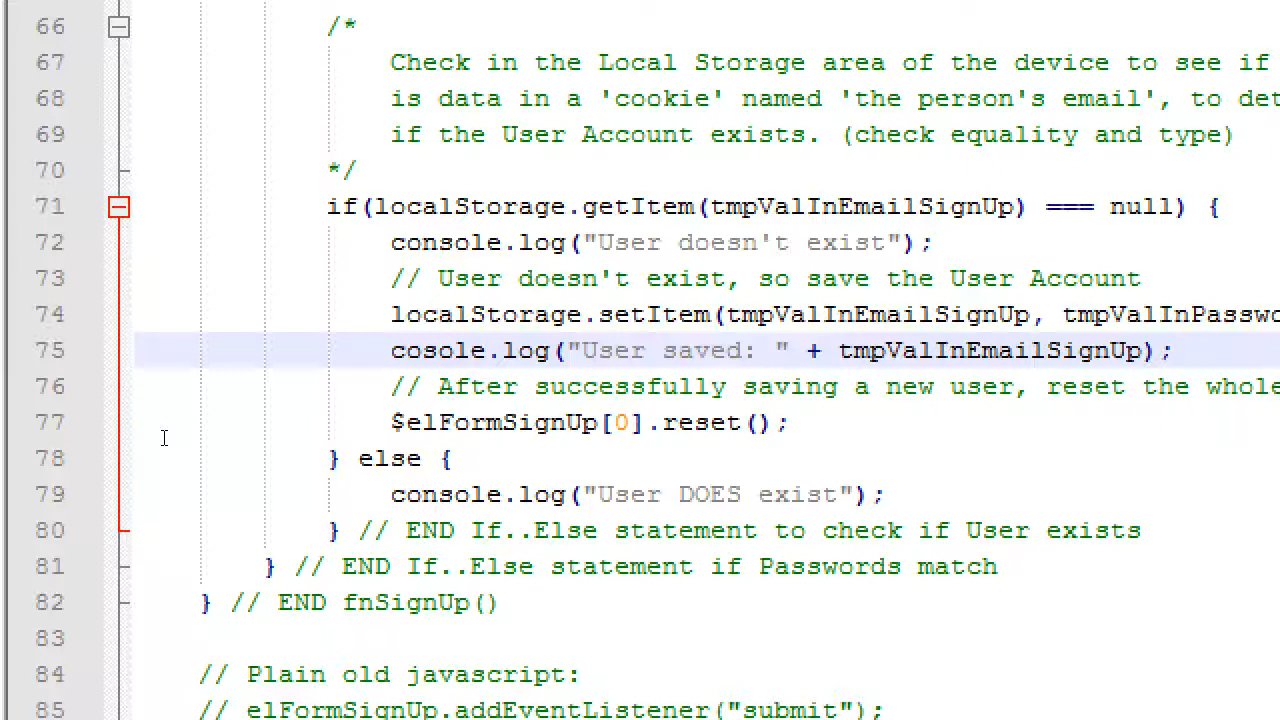 66 /*
67 Check in the Local Storage area of the device to see if
68 is data in a 'cookie' named 'the person's email', to det
69 if the User Account exists. (check equality and type)
70 */
71 if(localStorage.getItem(tmpValInEmailSignUp) === null) {
72 console.log("User doesn't exist");
73 // User doesn't exist, so save the User Account
74 localStorage.setItem(tmpValInEmailSignUp, tmpValInPasswo
75 cosole.log("User saved: " + tmpValInEmailSignUp);
76 // After successfully saving a new user, reset the whole
77 $elFormSignUp[0].reset();
78 } else {
79 console.log("User DOES exist");
80 } // END If..Else statement to check if User exists
81 } // END If..Else statement if Passwords match
82 } // END fnSignUp()
83
84 // Plain old javascript:
85 // elFormSignUp.addEventListener("submit");